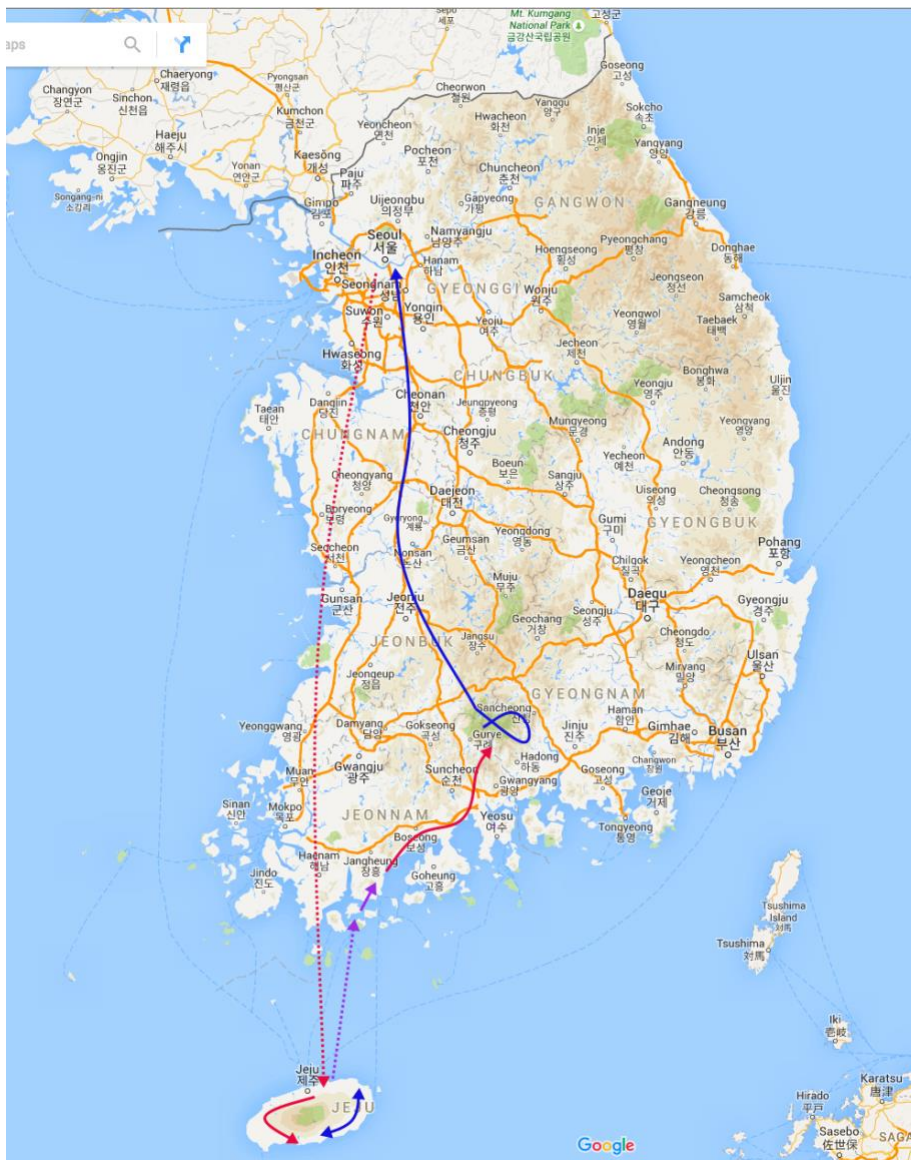 aps
Mt. Kumgang
National Park
금강산국립공원
고성군
세포
Goseong
고성
Chaeryong
재령군
Pyongsan
평산군
Cheorwon
철원
Yanggu
양구
Changyon
장연군
Sinchon
신천읍
Kumchon
금천군
Yeoncheon
연천
Hwacheon
화천
Sokcho
속초
Haeju
해주시
Inje
인제
Pocheon
포천
Yangyang
양양
Ongjin
옹진군
Yonan
연안군
Kaesŏng
개성
Paju
파주
Chuncheon
춘천
Songang-ni
소강리
Gimpo
김포
Uijeongbu
의정부
Gapyeong
가평
GANGWON
Gangneung
강릉
Seoul
서울
Namyangju
남양주
Pyeongchang
평창
Incheon
인천
Hanam
하남
Hoengseong
횡성
Donghae
동해
Seongnam
성남
GYEONGGI
Wonju
원주
Jeongseon
정선
Suwon
수원
Yongin
용인
Yeoju
여주
Yeongwol
영월
Samcheok
삼척
Taebaek
태백
Hwaseong
화성
Jecheon
제천
Bonghwa
봉화
CHUNGBUK
Yeongju
영주
Uljin
울진
Taean
태안
Dangjin
당진
Cheonan
천안
Jeungpyeong
증평
CHUNGNAM
Cheongju
청주
Mungyeong
문경
Yeongyang
영양
Andong
안동
Yecheon
예천
Cheongyang
청양
Boeun
보은
Sangju
상주
Daejeon
대전
Uiseong
의성
Cheongsong
청송
Boryeong
보령
Gyeryong
계룡
Gumi
구미
GYEONGBUK
Geumsan
금산
Yeongdong
영동
Pohang
포항
Seocheon
서천
Nonsan
논산
Chilgok
칠곡
Yeongcheon
영천
Muju
무주
Daegu
대구
Gunsan
군산
Jeonju
전주
Seongju
성주
Gyeongju
경주
Geochang
거창
Cheongdo
청도
JEONBUK
Jangsu
장수
Ulsan
울산
Jeongeup
정읍
Miryang
밀양
GYEONGNAM
Sancheong
Haman
함안
Yeonggwang
영광
Damyang
담양
Gokseong
곡성
Gurye
구례
Jinju
진주
Gimhae
김해
Busan
부산
Gwangju
광주
Hadong
하동
Changwon
창원
Muan
무안
Suncheon
순천
Gwangyang
광양
Goseong
고성
Geoje
거제
Sinan
신안
Mokpo
목포
JEONNAM
Yeosu
여수
Tongyeong
통영
Boseong
보성
Haenam
해남
Jangheung
장흥
Jindo
진도
Goheung
고흥
Tsushima
Island
対馬
Tsushima
対馬
Iki
壱岐
Jeju
제주
JEJU
Karatsu
唐津
Hirado
平戸
Sasebo
佐世保
SAGA
Google